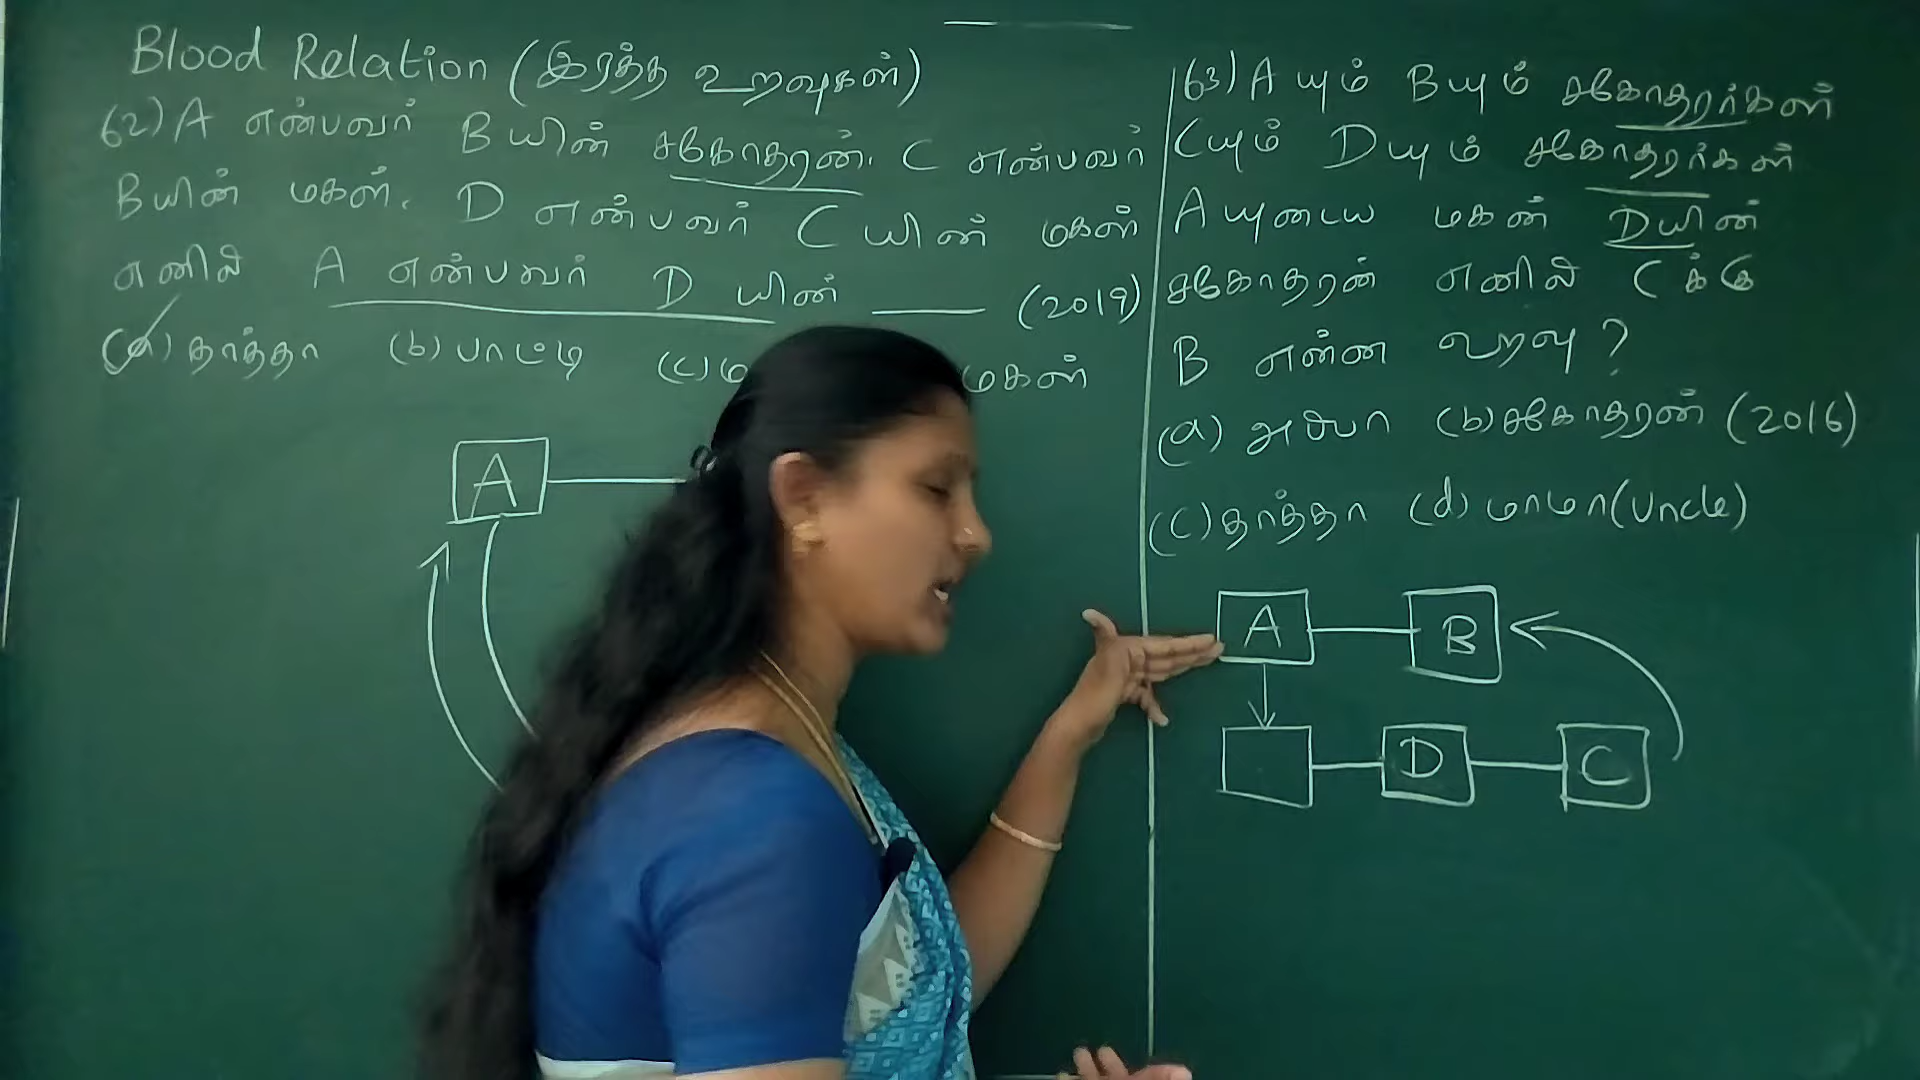 Blood Relation (இரத்த உறவுகள்)
62) A என்பவர் B யின் சகோதரன். C என்பவர்
B யின் மகள். D என்பவர் C யின் மகள்
எனில் A என்பவர் D யின் ____ (2019)
(a) தாத்தா (b) பாட்டி (c) ம மகள்
A
63) A யும் B யும் சகோதரர்கள்
C யும் D யும் சகோதரர்கள்
A யுடைய மகன் D யின்
சகோதரன் எனில் C க்கு
B என்ன உறவு ?
(a) அப்பா (b) சகோதரன் (2016)
(c) தாத்தா (d) மாமா (Uncle)
A B
D C